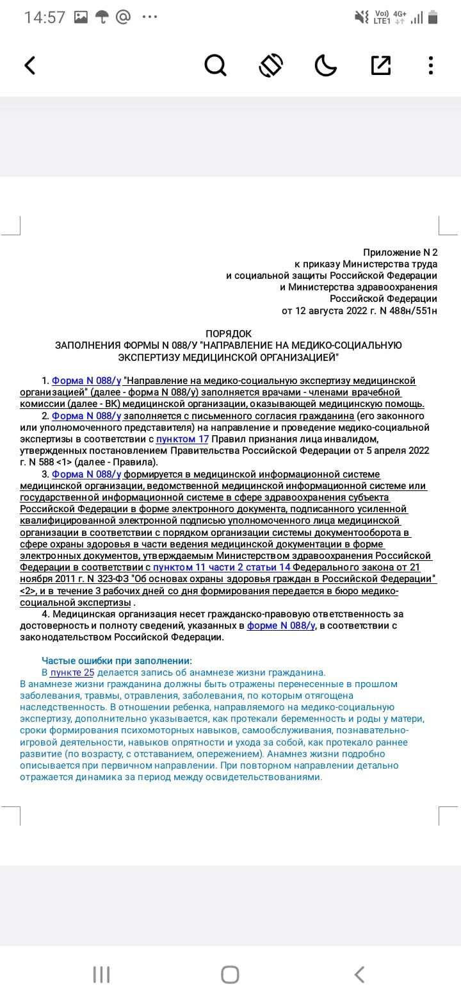 14:57
Vo)) 4G+
LTE1
Приложение N 2
к приказу Министерства труда
и социальной защиты Российской Федерации
и Министерства здравоохранения
Российской Федерации
от 12 августа 2022 г. N 488н/551н
ПОРЯДОК
ЗАПОЛНЕНИЯ ФОРМЫ N 088/У "НАПРАВЛЕНИЕ НА МЕДИКО-СОЦИАЛЬНУЮ
ЭКСПЕРТИЗУ МЕДИЦИНСКОЙ ОРГАНИЗАЦИЕЙ"
1. Форма N 088/у "Направление на медико-социальную экспертизу медицинской
организацией" (далее - форма N 088/у) заполняется врачами - членами врачебной
комиссии (далее - ВК) медицинской организации, оказывающей медицинскую помощь.
2. Форма N 088/у заполняется с письменного согласия гражданина (его законного
или уполномоченного представителя) на направление и проведение медико-социальной
экспертизы в соответствии с пунктом 17 Правил признания лица инвалидом,
утвержденных постановлением Правительства Российской Федерации от 5 апреля 2022
г. N 588 <1> (далее - Правила).
3. Форма N 088/у формируется в медицинской информационной системе
медицинской организации, ведомственной медицинской информационной системе или
государственной информационной системе в сфере здравоохранения субъекта
Российской Федерации в форме электронного документа, подписанного усиленной
квалифицированной электронной подписью уполномоченного лица медицинской
организации в соответствии с порядком организации системы документооборота в
сфере охраны здоровья в части ведения медицинской документации в форме
электронных документов, утверждаемым Министерством здравоохранения Российской
Федерации в соответствии с пунктом 11 части 2 статьи 14 Федерального закона от 21
ноября 2011 г. N 323-ФЗ "Об основах охраны здоровья граждан в Российской Федерации"
<2>, и в течение 3 рабочих дней со дня формирования передается в бюро медико-
социальной экспертизы .
4. Медицинская организация несет гражданско-правовую ответственность за
достоверность и полноту сведений, указанных в форме N 088/у, в соответствии с
законодательством Российской Федерации.
Частые ошибки при заполнении:
В пункте 25 делается запись об анамнезе жизни гражданина.
В анамнезе жизни гражданина должны быть отражены перенесенные в прошлом
заболевания, травмы, отравления, заболевания, по которым отягощена
наследственность. В отношении ребенка, направляемого на медико-социальную
экспертизу, дополнительно указывается, как протекали беременность и роды у матери,
сроки формирования психомоторных навыков, самообслуживания, познавательно-
игровой деятельности, навыков опрятности и ухода за собой, как протекало раннее
развитие (по возрасту, с отставанием, опережением). Анамнез жизни подробно
описывается при первичном направлении. При повторном направлении детально
отражается динамика за период между освидетельствованиями.